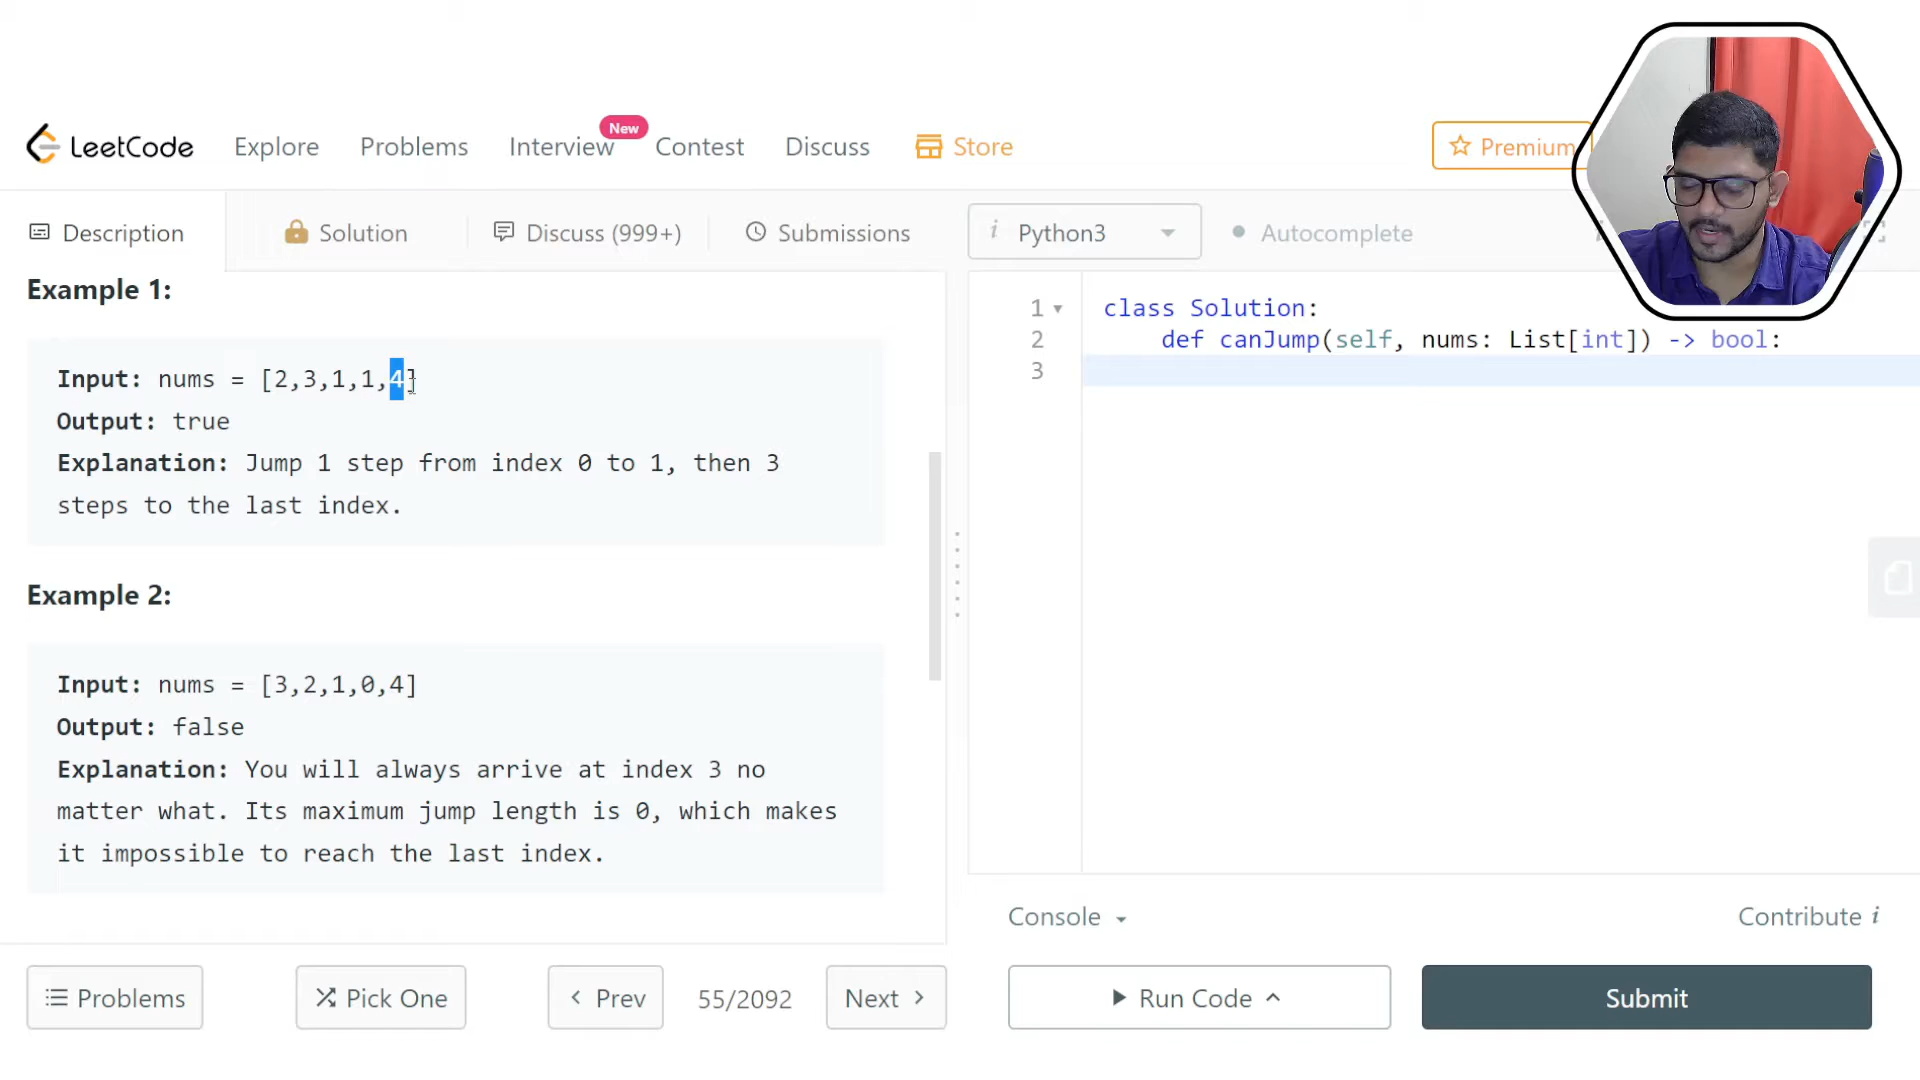 New
LeetCode Explore Problems Interview Contest Discuss Store Premium
Description Solution Discuss (999+) Submissions i Python3 Autocomplete
Example 1:
Input: nums = [2,3,1,1,4]
Output: true
Explanation: Jump 1 step from index 0 to 1, then 3
steps to the last index.
Example 2:
Input: nums = [3,2,1,0,4]
Output: false
Explanation: You will always arrive at index 3 no
matter what. Its maximum jump length is 0, which makes
it impossible to reach the last index.
1 class Solution:
2 def canJump(self, nums: List[int]) -> bool:
3
Console Contribute i
Problems Pick One Prev 55/2092 Next Run Code Submit